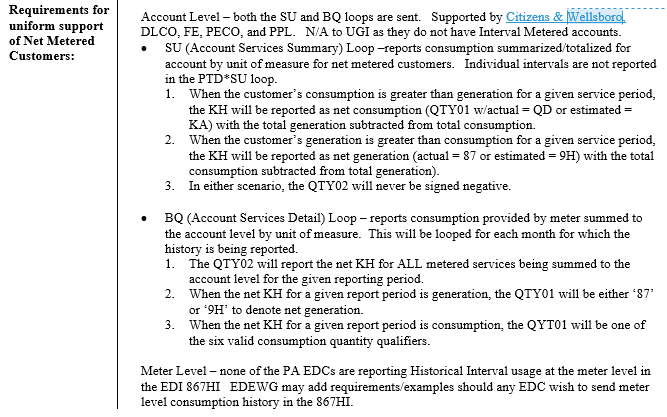 Requirements for
uniform support
of Net Metered
Customers:
Account Level – both the SU and BQ loops are sent.   Supported by Citizens & Wellsboro,
DLCO, FE, PECO, and PPL.   N/A to UGI as they do not have Interval Metered accounts.
• SU (Account Services Summary) Loop –reports consumption summarized/totalized for
account by unit of measure for net metered customers.   Individual intervals are not reported
in the PTD*SU loop.
1. When the customer's consumption is greater than generation for a given service period,
the KH will be reported as net consumption (QTY01 w/actual = QD or estimated =
KA) with the total generation subtracted from total consumption.
2. When the customer's generation is greater than consumption for a given service period,
the KH will be reported as net generation (actual = 87 or estimated = 9H) with the total
consumption subtracted from total generation).
3. In either scenario, the QTY02 will never be signed negative.
• BQ (Account Services Detail) Loop – reports consumption provided by meter summed to
the account level by unit of measure.  This will be looped for each month for which the
history is being reported.
1. The QTY02 will report the net KH for ALL metered services being summed to the
account level for the given reporting period.
2. When the net KH for a given report period is generation, the QTY01 will be either '87'
or '9H' to denote net generation.
3. When the net KH for a given report period is consumption, the QYT01 will be one of
the six valid consumption quantity qualifiers.
Meter Level – none of the PA EDCs are reporting Historical Interval usage at the meter level in
the EDI 867HI   EDEWG may add requirements/examples should any EDC wish to send meter
level consumption history in the 867HI.